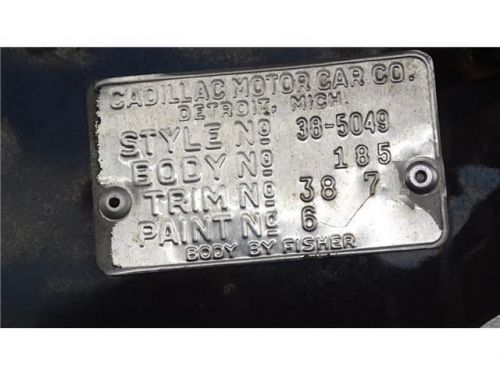 CADILLAC MOTOR CAR CO.
DETROIT, MICH.
STYLE No 38-5049
BODY No 185
TRIM No 38 7
PAINT No 6
BODY BY FISHER